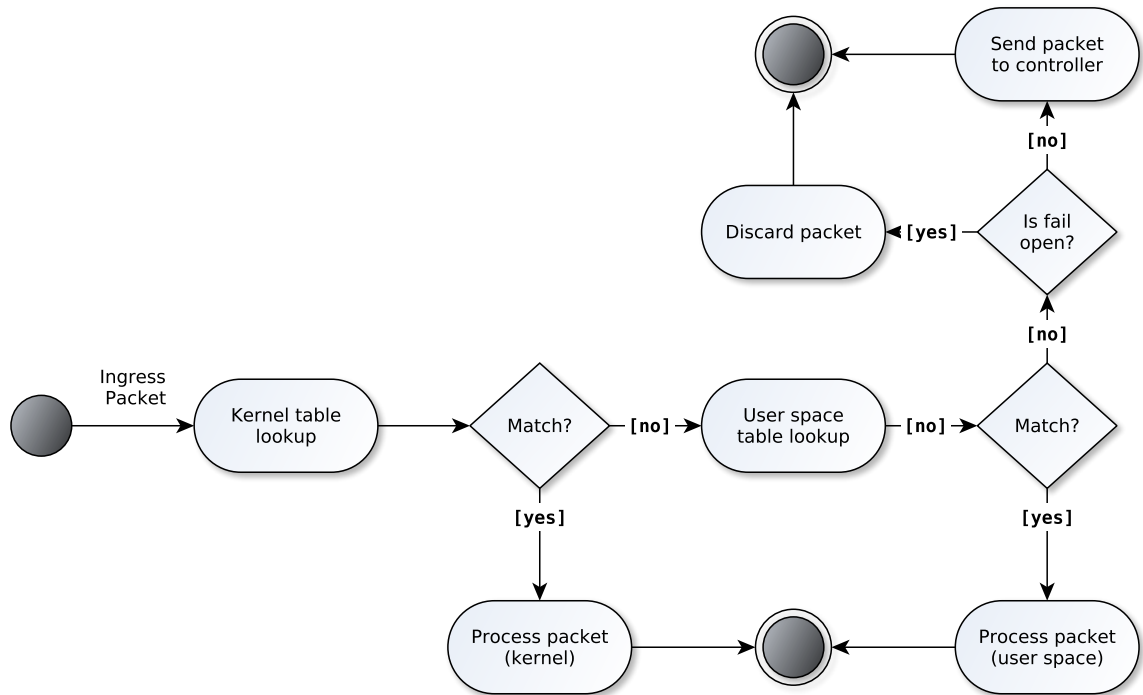 Send packet
to controller
[no]
Is fail
open?
[yes]
Discard packet
[no]
Ingress
Packet
Kernel table
lookup
Match?
[no]
User space
table lookup
[no]
Match?
[yes]
[yes]
Process packet
(kernel)
Process packet
(user space)